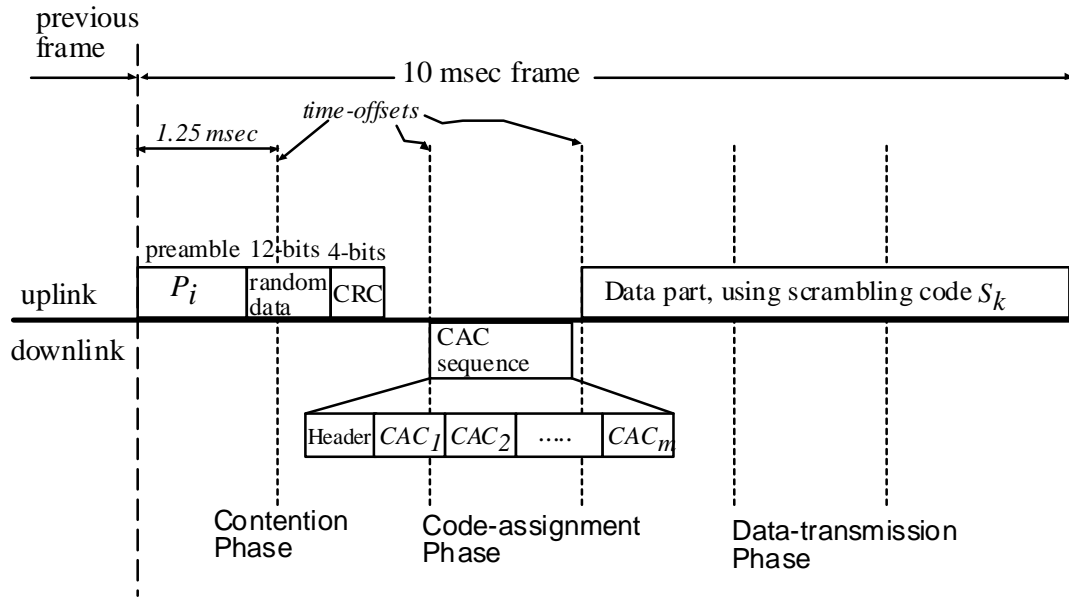 previous
frame
10 msec frame
time-offsets
1.25 msec
preamble 12-bits 4-bits
uplink
P_i
random
data
CRC
Data part, using scrambling code S_k
downlink
CAC
sequence
Header CAC_1 CAC_2 ..... CAC_m
Contention
Phase
Code-assignment
Phase
Data-transmission
Phase